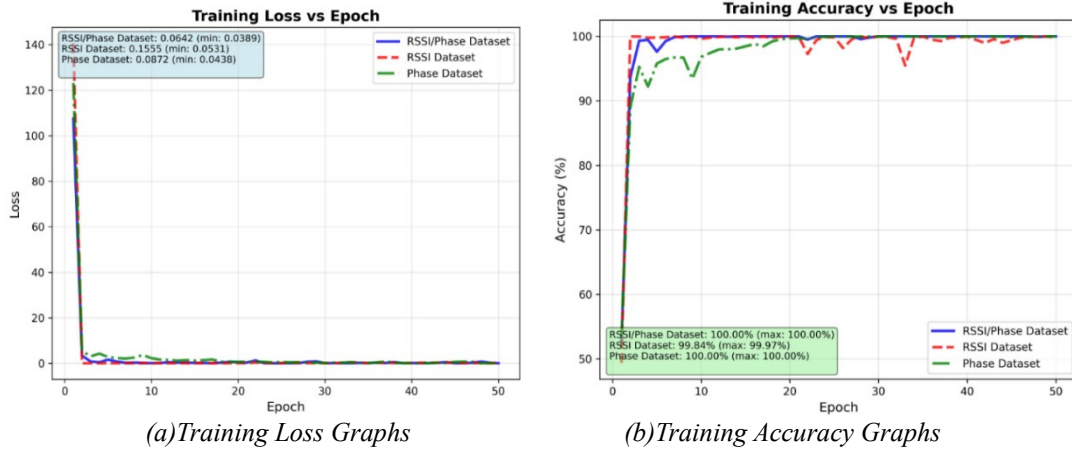 Training Loss vs Epoch
RSSI/Phase Dataset: 0.0642 (min: 0.0389)
RSSI Dataset: 0.1555 (min: 0.0531)
Phase Dataset: 0.0872 (min: 0.0438)
RSSI/Phase Dataset
RSSI Dataset
Phase Dataset
140
120
100
80
60
40
20
0
Loss
0 10 20 30 40 50
Epoch
(a)Training Loss Graphs
Training Accuracy vs Epoch
100
90
80
70
60
50
Accuracy (%)
RSSI/Phase Dataset: 100.00% (max: 100.00%)
RSSI Dataset: 99.84% (max: 99.97%)
Phase Dataset: 100.00% (max: 100.00%)
RSSI/Phase Dataset
RSSI Dataset
Phase Dataset
0 10 20 30 40 50
Epoch
(b)Training Accuracy Graphs